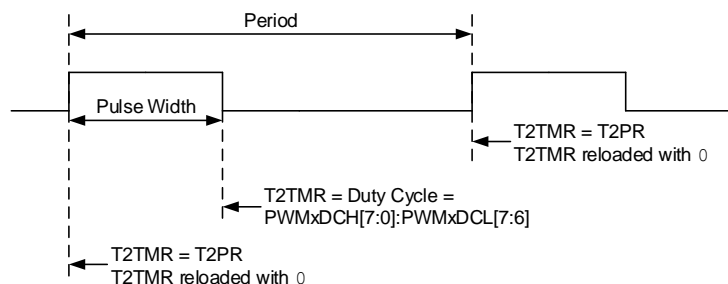 Period
Pulse Width
T2TMR = T2PR
T2TMR reloaded with 0
T2TMR = Duty Cycle =
PWMxDCH[7:0]:PWMxDCL[7:6]
T2TMR = T2PR
T2TMR reloaded with 0